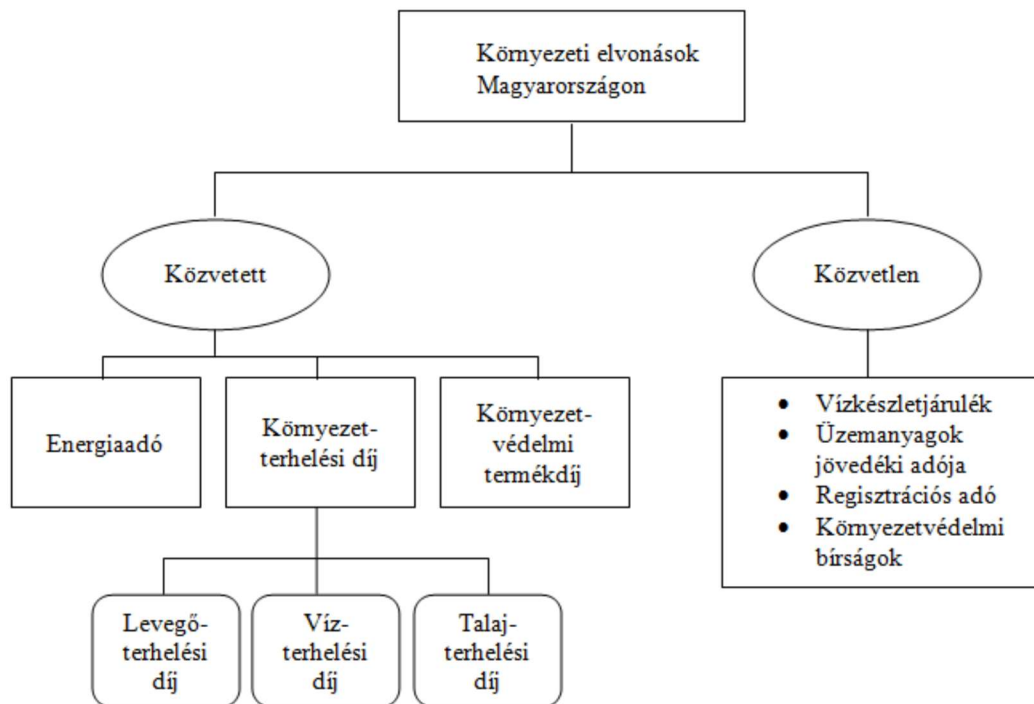 Környezeti elvonások
Magyarországon
Közvetett
Közvetlen
Energiaadó
Környezet-
terhelési díj
Környezet-
védelmi
termékdíj
• Vízkészletjárulék
• Üzemanyagok
jövedéki adója
• Regisztrációs adó
• Környezetvédelmi
bírságok
Levegő-
terhelési
díj
Víz-
terhelési
díj
Talaj-
terhelési
díj